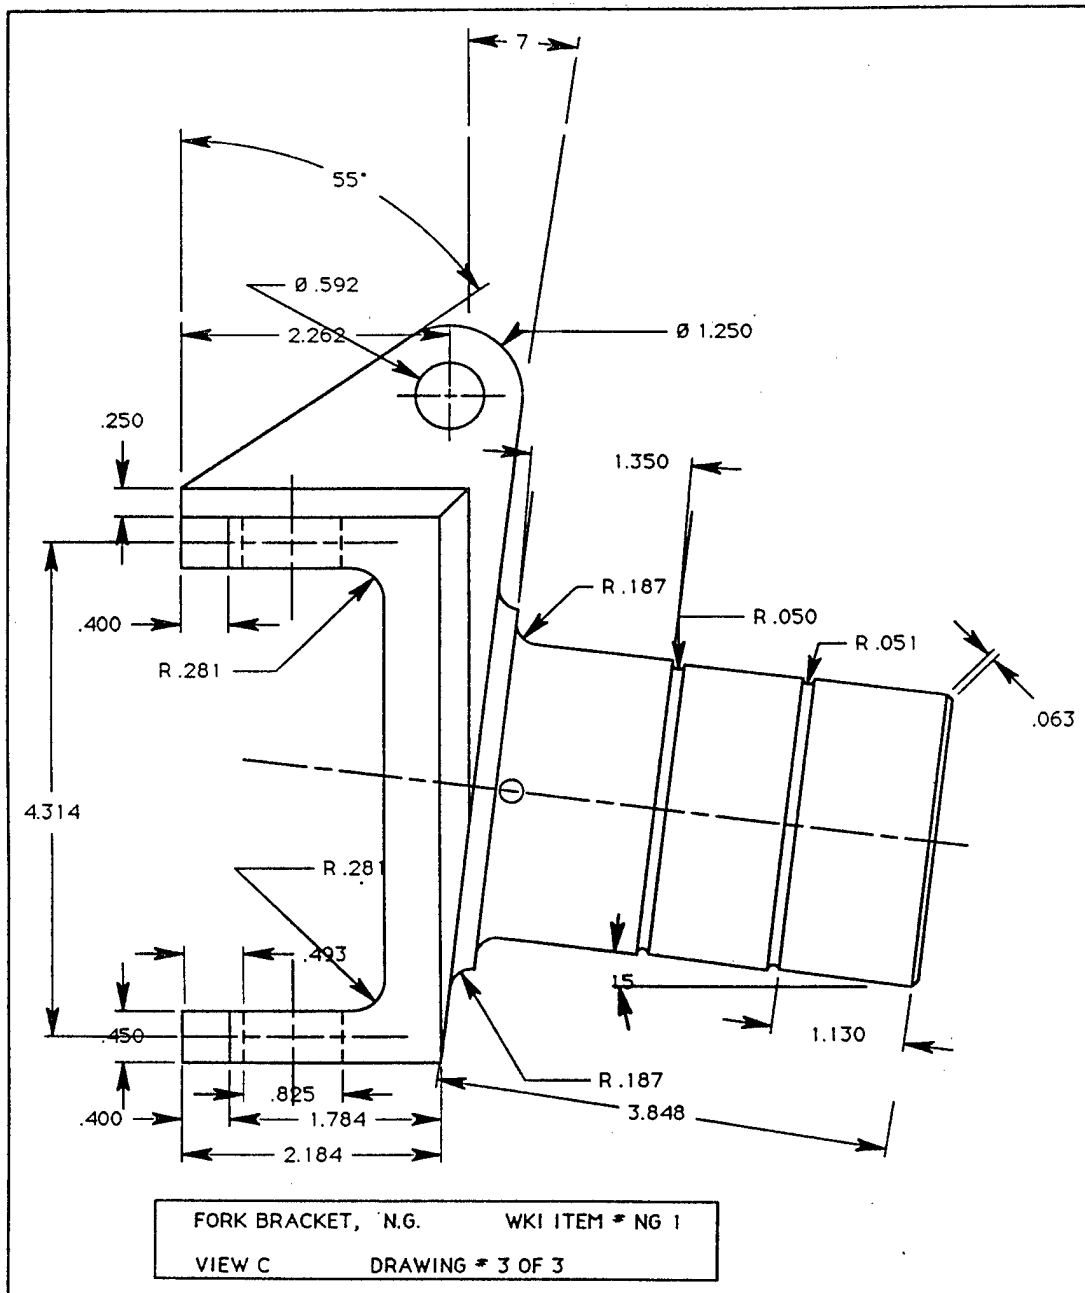 7
55°
Ø .592
2.262
Ø 1.250
.250
1.350
R .187
.400
R .050
R .051
R .281
.063
4.314
R .281
.493
.15
.450
1.130
R .187
.825
.400
1.784
3.848
2.184
FORK BRACKET, N.G. WKI ITEM # NG 1
VIEW C DRAWING # 3 OF 3